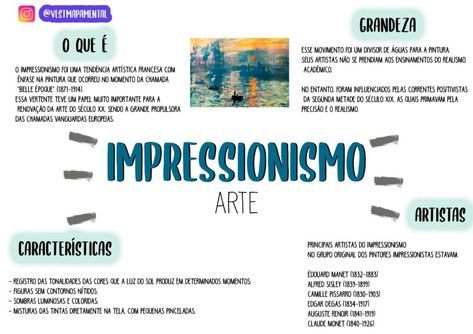 @VESTMAPAMENTAL
O QUE É
O IMPRESSIONISMO FOI UMA TENDÊNCIA ARTÍSTICA FRANCESA COM
ÊNFASE NA PINTURA QUE OCORREU NO MOMENTO DA CHAMADA
"BELLE ÉPOQUE" (1871-1914).
ESSA VERTENTE TEVE UM PAPEL MUITO IMPORTANTE PARA A
RENOVAÇÃO DA ARTE DO SÉCULO XX, SENDO A GRANDE PROPULSORA
DAS CHAMADAS VANGUARDAS EUROPEIAS.
GRANDEZA
ESSE MOVIMENTO FOI UM DIVISOR DE ÁGUAS PARA A PINTURA.
SEUS ARTISTAS NÃO SE PRENDIAM AOS ENSINAMENTOS DO REALISMO
ACADÊMICO.
NO ENTANTO, FORAM INFLUENCIADOS PELAS CORRENTES POSITIVISTAS
DA SEGUNDA METADE DO SÉCULO XIX, AS QUAIS PRIMAVAM PELA
PRECISÃO E O REALISMO.
IMPRESSIONISMO
ARTE
CARACTERÍSTICAS
- REGISTRO DAS TONALIDADES DAS CORES QUE A LUZ DO SOL PRODUZ EM DETERMINADOS MOMENTOS;
- FIGURAS SEM CONTORNOS NÍTIDOS;
- SOMBRAS LUMINOSAS E COLORIDAS;
- MISTURAS DAS TINTAS DIRETAMENTE NA TELA, COM PEQUENAS PINCELADAS.
ARTISTAS
PRINCIPAIS ARTISTAS DO IMPRESSIONISMO
NO GRUPO ORIGINAL DOS PINTORES IMPRESSIONISTAS ESTAVAM:
ÉDOUARD MANET (1832-1883)
ALFRED SISLEY (1839-1899)
CAMILLE PISSARRO (1830-1903)
EDGAR DEGAS (1834-1917)
AUGUSTE RENOIR (1841-1919)
CLAUDE MONET (1840-1926)